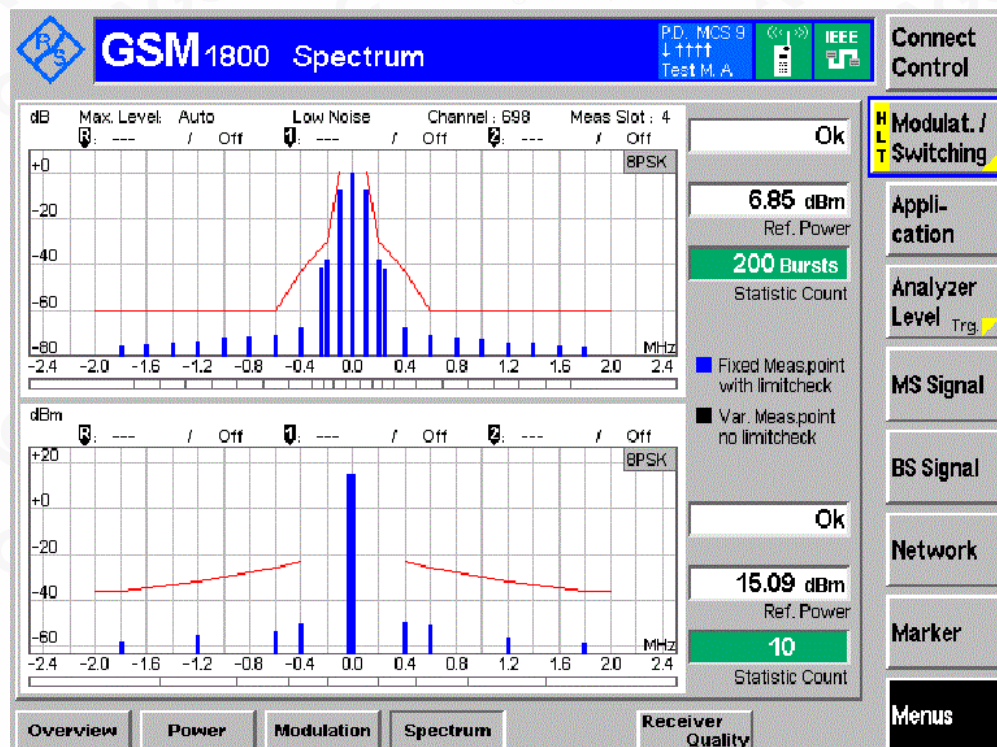 R/S
GSM 1800 Spectrum
P.D. MCS 9
↓ ↑↑↑↑
Test M. A
IEEE
Connect
Control
dB Max. Level: Auto Low Noise Channel : 698 Meas Slot : 4
R: --- / Off 1: --- / Off 2: --- / Off
8PSK
+0
-20
-40
-60
-80
MHz
-2.4 -2.0 -1.6 -1.2 -0.8 -0.4 0.0 0.4 0.8 1.2 1.6 2.0 2.4
Ok
6.85 dBm
Ref. Power
200 Bursts
Statistic Count
Fixed Meas.point
with limitcheck
Var. Meas.point
no limitcheck
dBm
R: --- / Off 1: --- / Off 2: --- / Off
8PSK
+20
+0
-20
-40
-60
MHz
-2.4 -2.0 -1.6 -1.2 -0.8 -0.4 0.0 0.4 0.8 1.2 1.6 2.0 2.4
Ok
15.09 dBm
Ref. Power
10
Statistic Count
HLT
Modulat. /
Switching
Appli-
cation
Analyzer
Level Trg.
MS Signal
BS Signal
Network
Marker
Menus
Overview
Power
Modulation
Spectrum
Receiver
Quality